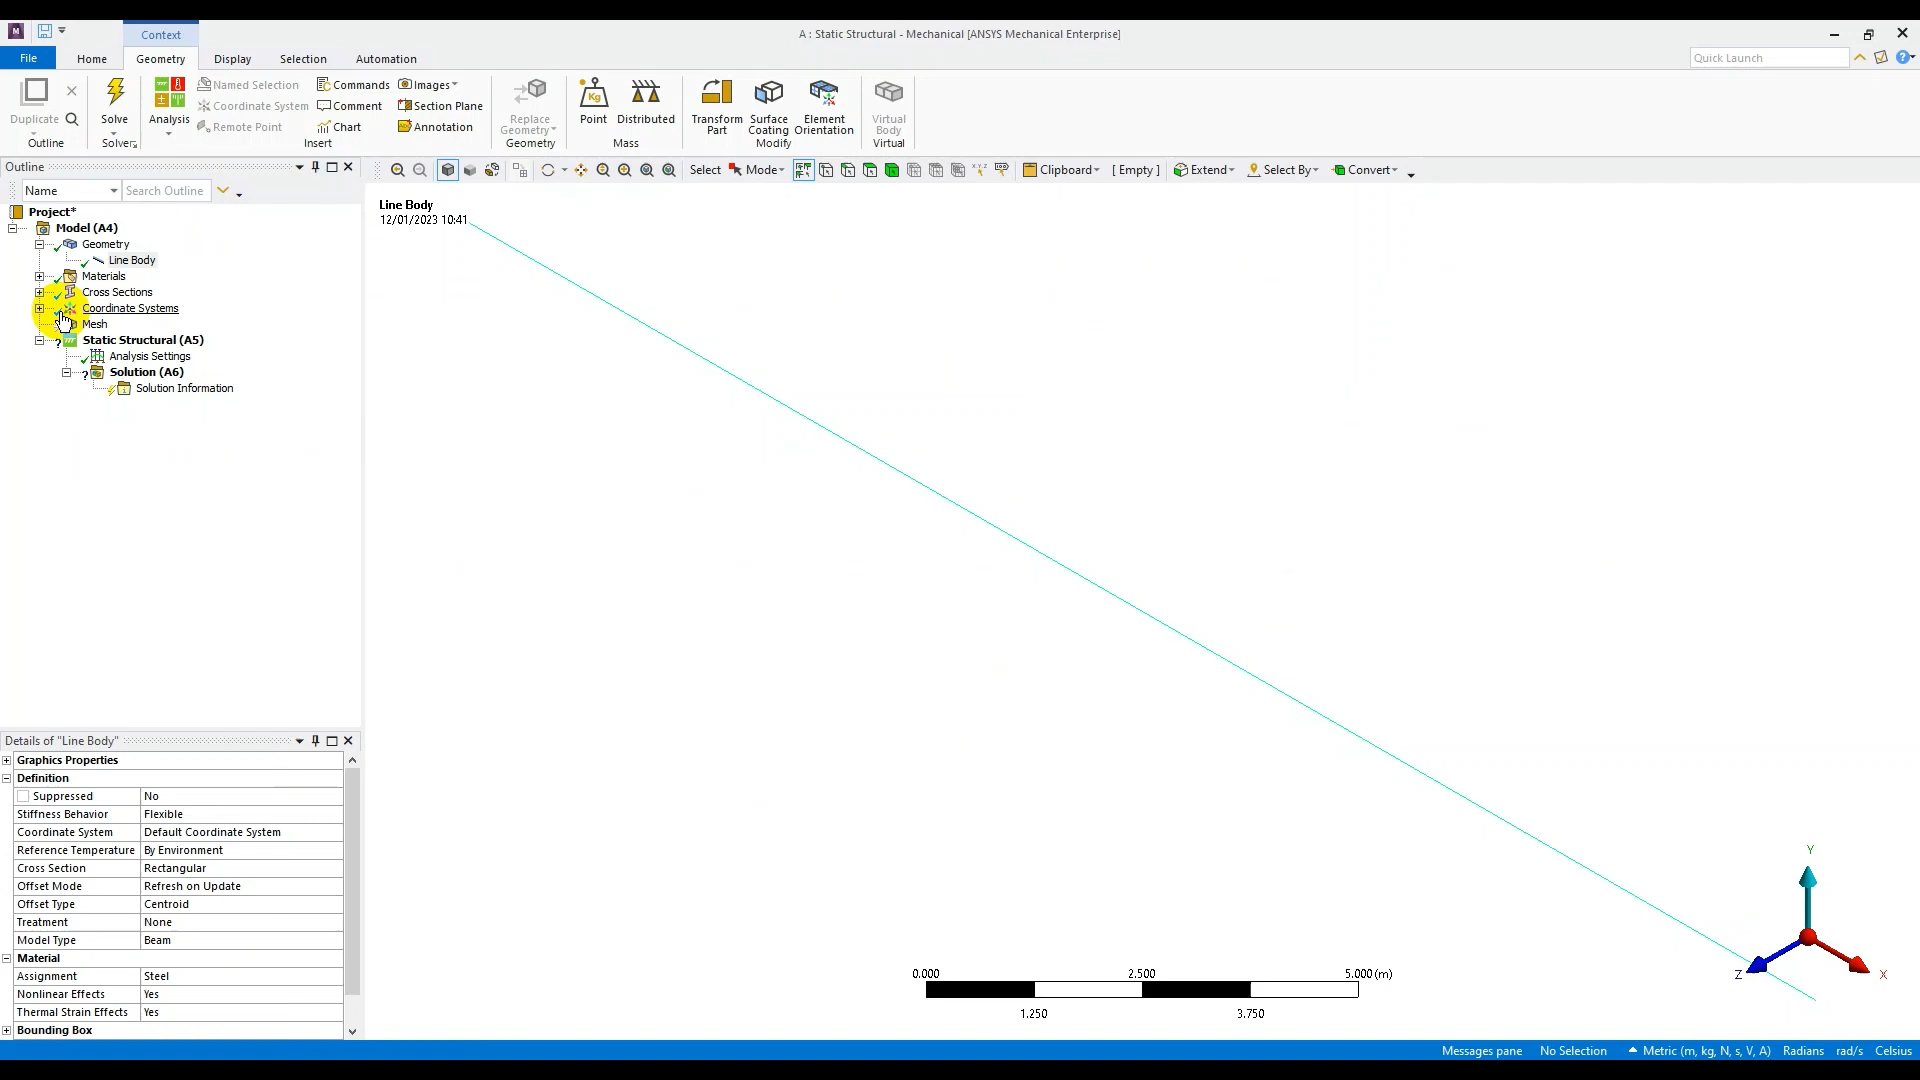 Context
A : Static Structural - Mechanical [ANSYS Mechanical Enterprise]
File
Home
Geometry
Display
Selection
Automation
Quick Launch
Duplicate
Outline
Solve
Solver
Analysis
Named Selection
Coordinate System
Remote Point
Commands
Comment
Chart
Images
Section Plane
Annotation
Insert
Replace
Geometry
Geometry
Point
Distributed
Mass
Transform
Part
Surface
Coating
Element
Orientation
Modify
Virtual
Body
Virtual
Outline
Select
Mode
Clipboard
[ Empty ]
Extend
Select By
Convert
Name
Search Outline
Project*
Model (A4)
Geometry
Line Body
Materials
Cross Sections
Coordinate Systems
Mesh
Static Structural (A5)
Analysis Settings
Solution (A6)
Solution Information
Line Body
12/01/2023 10:41
Details of "Line Body"
Graphics Properties
Definition
Suppressed No
Stiffness Behavior Flexible
Coordinate System Default Coordinate System
Reference Temperature By Environment
Cross Section Rectangular
Offset Mode Refresh on Update
Offset Type Centroid
Treatment None
Model Type Beam
Material
Assignment Steel
Nonlinear Effects Yes
Thermal Strain Effects Yes
Bounding Box
0.000 2.500 5.000 (m)
1.250 3.750
Y
Z
X
Messages pane No Selection Metric (m, kg, N, s, V, A) Radians rad/s Celsius